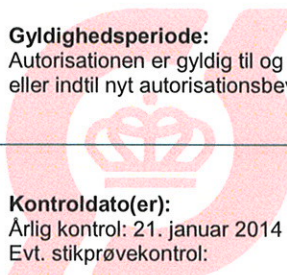 Gyldighedsperiode:
Autorisationen er gyldig til og
eller indtil nyt autorisationsbev
Kontroldato(er):
Årlig kontrol: 21. januar 2014
Evt. stikprøvekontrol: